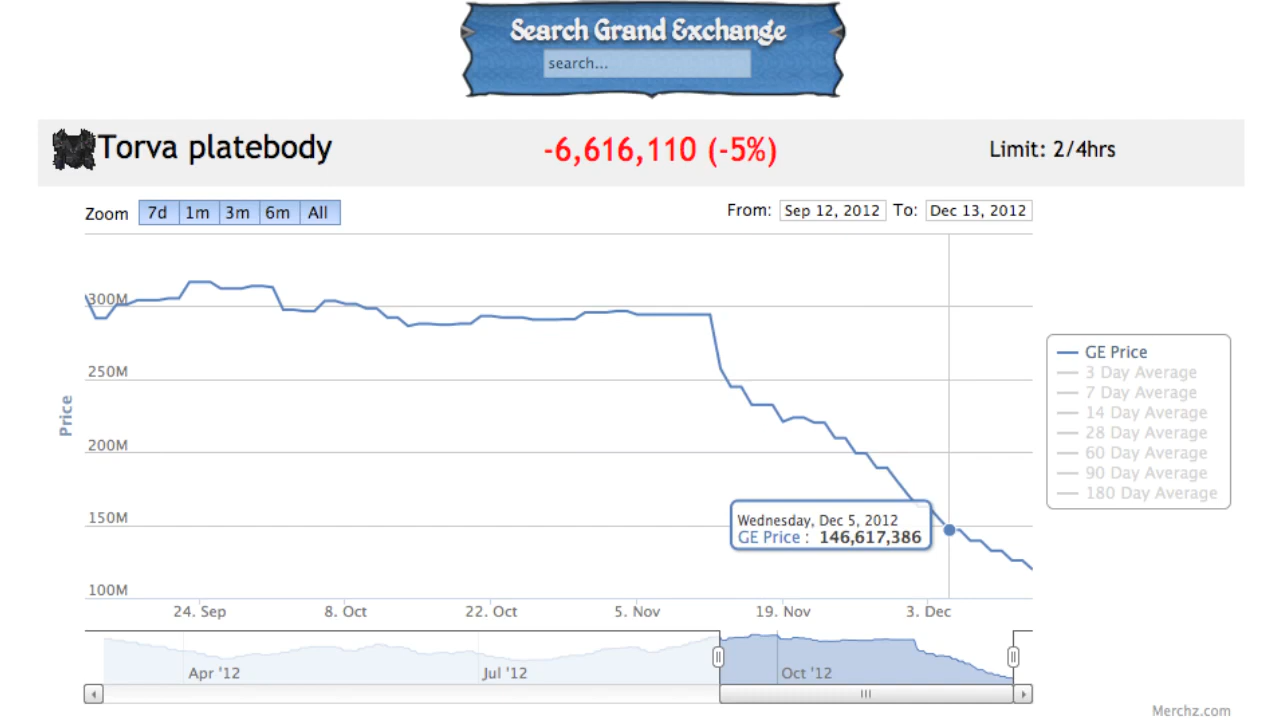 Search Grand Exchange
search...
Torva platebody
-6,616,110 (-5%)
Limit: 2/4hrs
Zoom 7d 1m 3m 6m All
From: Sep 12, 2012 To: Dec 13, 2012
300M
250M
200M
150M
100M
Price
Wednesday, Dec 5, 2012
GE Price : 146,617,386
GE Price
3 Day Average
7 Day Average
14 Day Average
28 Day Average
60 Day Average
90 Day Average
180 Day Average
24. Sep 8. Oct 22. Oct 5. Nov 19. Nov 3. Dec
Apr '12 Jul '12 Oct '12
Merchz.com